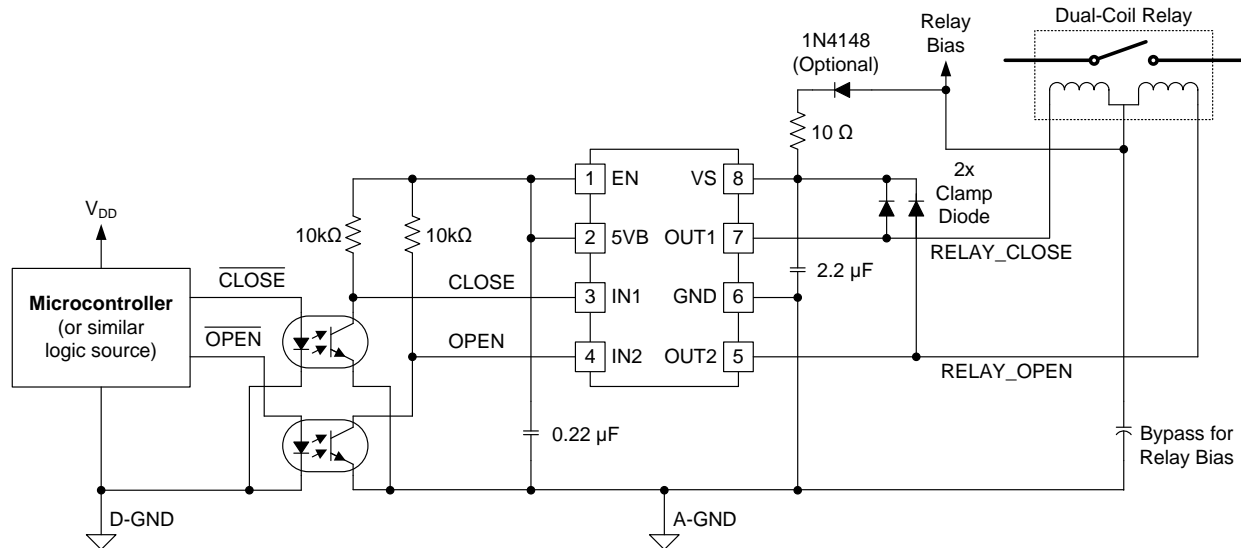 Relay
Bias
Dual-Coil Relay
1N4148
(Optional)
10 Ω
2x
Clamp
Diode
V_DD
10kΩ
10kΩ
1
EN
VS
8
2
5VB
OUT1
7
3
IN1
GND
6
4
IN2
OUT2
5
RELAY_CLOSE
2.2 µF
Microcontroller
(or similar
logic source)
CLOSE
OPEN
CLOSE
OPEN
RELAY_OPEN
0.22 µF
Bypass for
Relay Bias
D-GND
A-GND